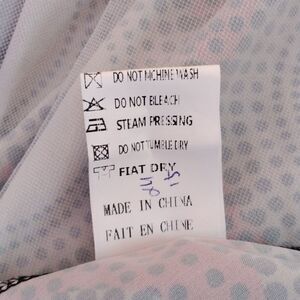 DO NOT MCHINE WASH
DO NOT BLEACH
STEAM PRESSING
DO NOT TUMBLE DRY
FIAT DRY
MADE IN CHINA
FAIT EN CHINE